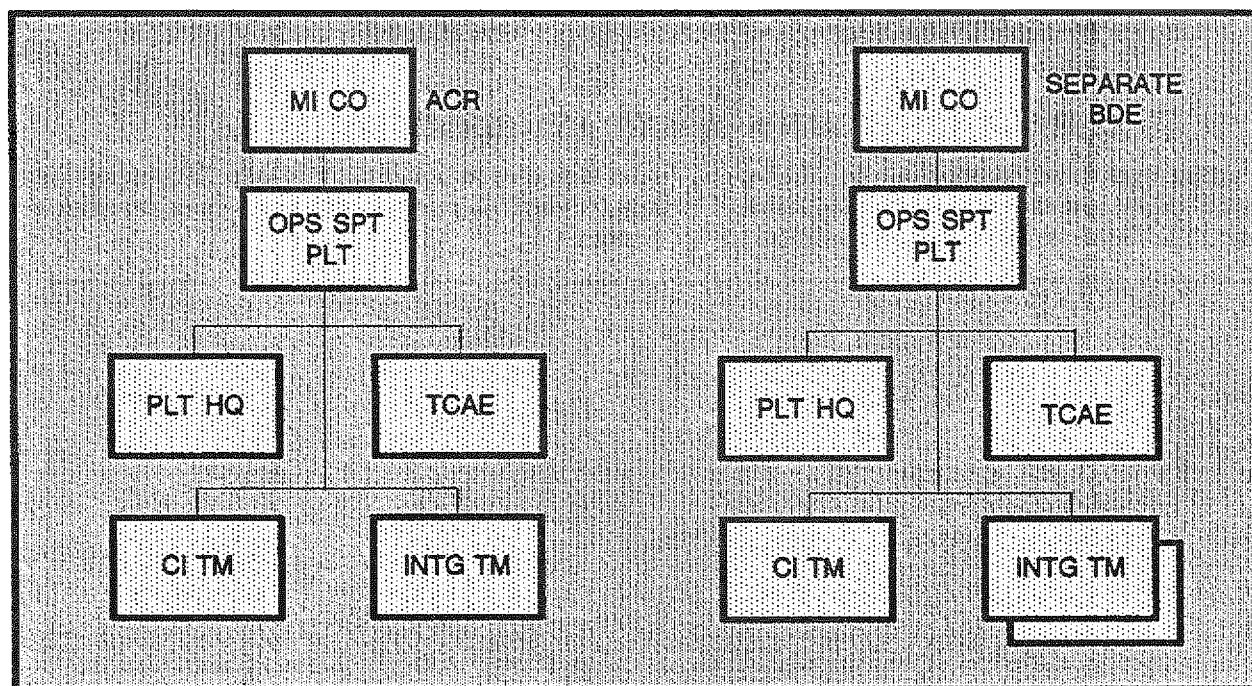 MI CO
ACR
OPS SPT
PLT
PLT HQ
TCAE
CI TM
INTG TM
MI CO
SEPARATE
BDE
OPS SPT
PLT
PLT HQ
TCAE
CI TM
INTG TM